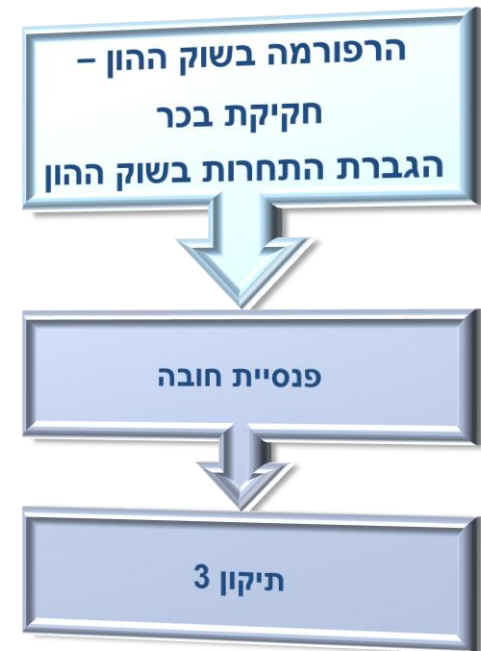 הרפורמה בשוק ההון –
חקיקת בכר
הגברת התחרות בשוק ההון
פנסיית חובה
תיקון 3